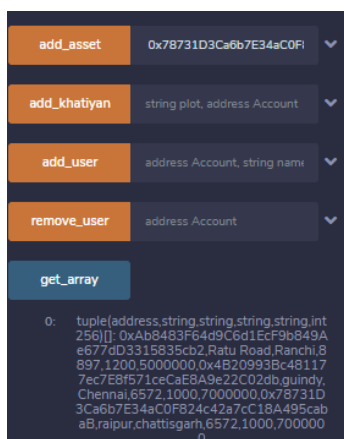 add_asset 0x78731D3Ca6b7E34aC0F
add_khatiyan string plot, address Account
add_user address Account, string name
remove_user address Account
get_array
0: tuple(address,string,string,string,string,int
256)[]: 0xAb8483F64d9C6d1EcF9b849A
e677dD3315835cb2,Ratu Road,Ranchi,8
897,1200,5000000,0x4B20993Bc48117
7ec7E8f571ceCaE8A9e22C02db,guindy,
Chennai,6572,1000,7000000,0x78731D
3Ca6b7E34aC0F824c42a7cC18A495cab
aB,raipur,chattisgarh,6572,1000,700000
0